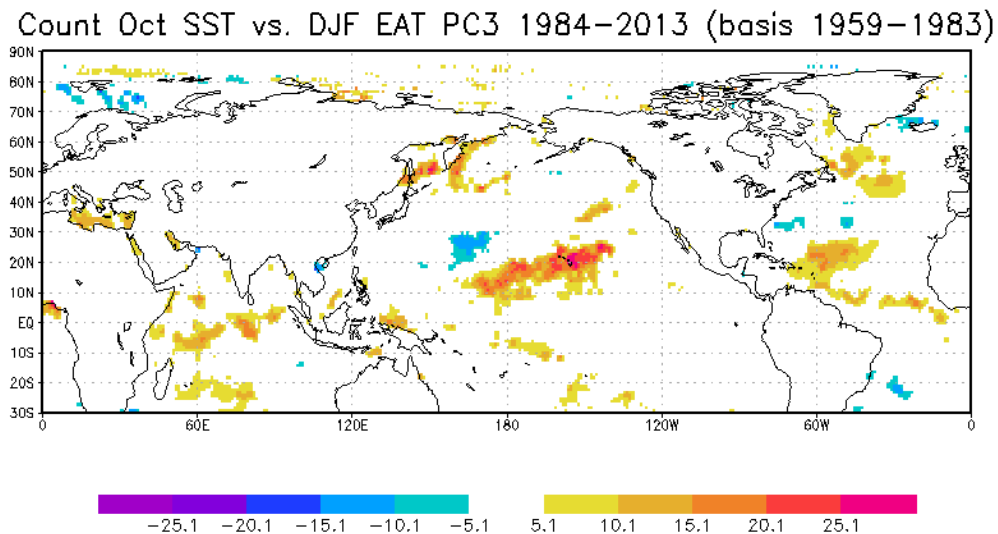 Count Oct SST vs. DJF EAT PC3 1984−2013 (basis 1959−1983)
90N
80N
70N
60N
50N
40N
30N
20N
10N
EQ
10S
20S
30S
0 60E 120E 180 120W 60W 0
−25.1 −20.1 −15.1 −10.1 −5.1 5.1 10.1 15.1 20.1 25.1